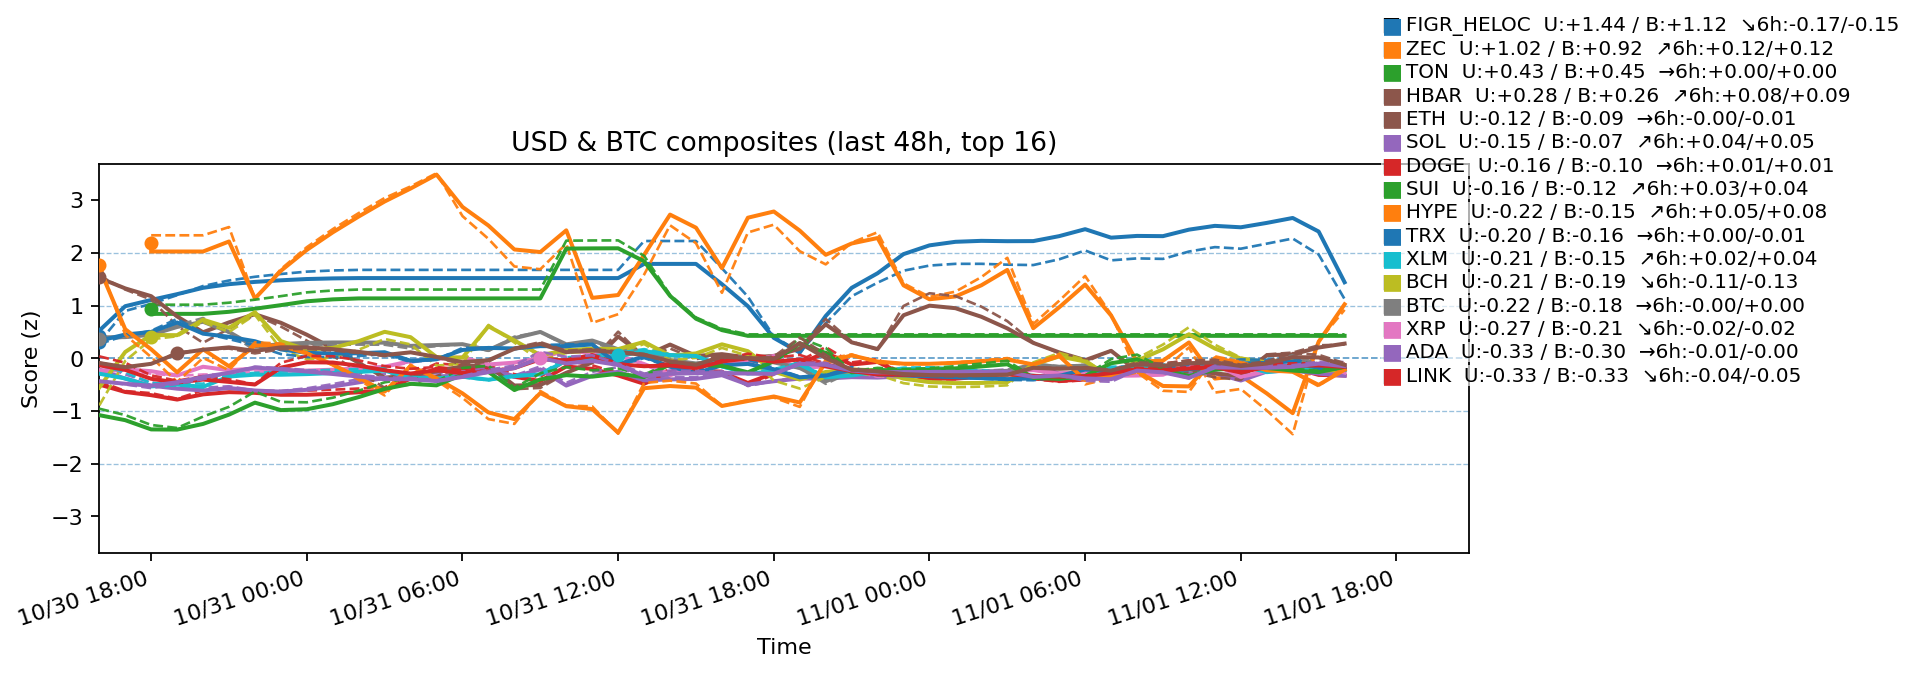 FIGR_HELOC U:+1.44 / B:+1.12 ↘6h:-0.17/-0.15
ZEC U:+1.02 / B:+0.92 ↗6h:+0.12/+0.12
TON U:+0.43 / B:+0.45 →6h:+0.00/+0.00
HBAR U:+0.28 / B:+0.26 ↗6h:+0.08/+0.09
ETH U:-0.12 / B:-0.09 →6h:-0.00/-0.01
SOL U:-0.15 / B:-0.07 ↗6h:+0.04/+0.05
DOGE U:-0.16 / B:-0.10 →6h:+0.01/+0.01
SUI U:-0.16 / B:-0.12 ↗6h:+0.03/+0.04
HYPE U:-0.22 / B:-0.15 ↗6h:+0.05/+0.08
TRX U:-0.20 / B:-0.16 →6h:+0.00/-0.01
XLM U:-0.21 / B:-0.15 ↗6h:+0.02/+0.04
BCH U:-0.21 / B:-0.19 ↘6h:-0.11/-0.13
BTC U:-0.22 / B:-0.18 →6h:-0.00/+0.00
XRP U:-0.27 / B:-0.21 ↘6h:-0.02/-0.02
ADA U:-0.33 / B:-0.30 →6h:-0.01/-0.00
LINK U:-0.33 / B:-0.33 ↘6h:-0.04/-0.05
USD & BTC composites (last 48h, top 16)
Score (z)
3
2
1
0
−1
−2
−3
10/30 18:00
10/31 00:00
10/31 06:00
10/31 12:00
10/31 18:00
11/01 00:00
11/01 06:00
11/01 12:00
11/01 18:00
Time